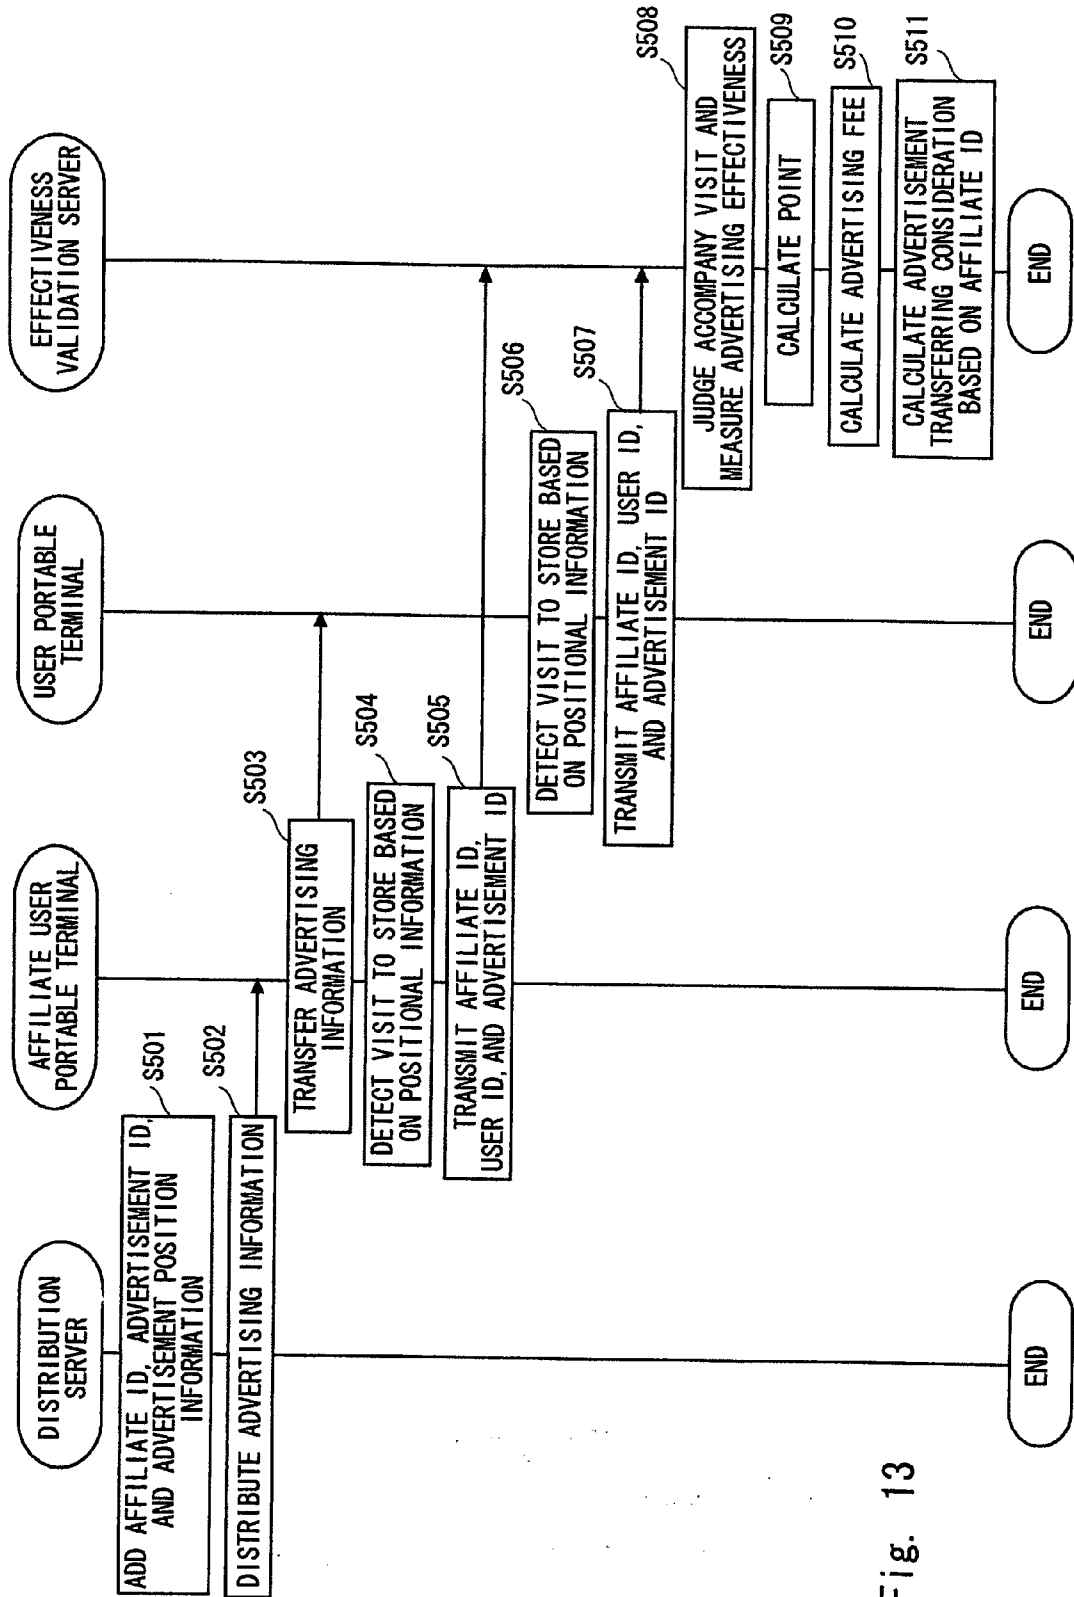 DISTRIBUTION
SERVER
AFFILIATE USER
PORTABLE TERMINAL
USER PORTABLE
TERMINAL
EFFECTIVENESS
VALIDATION SERVER
S501
ADD AFFILIATE ID, ADVERTISEMENT ID,
AND ADVERTISEMENT POSITION
INFORMATION
S502
DISTRIBUTE ADVERTISING INFORMATION
S503
TRANSFER ADVERTISING
INFORMATION
S504
DETECT VISIT TO STORE BASED
ON POSITIONAL INFORMATION
S505
TRANSMIT AFFILIATE ID,
USER ID, AND ADVERTISEMENT ID
S506
DETECT VISIT TO STORE BASED
ON POSITIONAL INFORMATION
S507
TRANSMIT AFFILIATE ID, USER ID,
AND ADVERTISEMENT ID
S508
JUDGE ACCOMPANY VISIT AND
MEASURE ADVERTISING EFFECTIVENESS
S509
CALCULATE POINT
S510
CALCULATE ADVERTISING FEE
S511
CALCULATE ADVERTISEMENT
TRANSFERRING CONSIDERATION
BASED ON AFFILIATE ID
END
END
END
END
Fig. 13